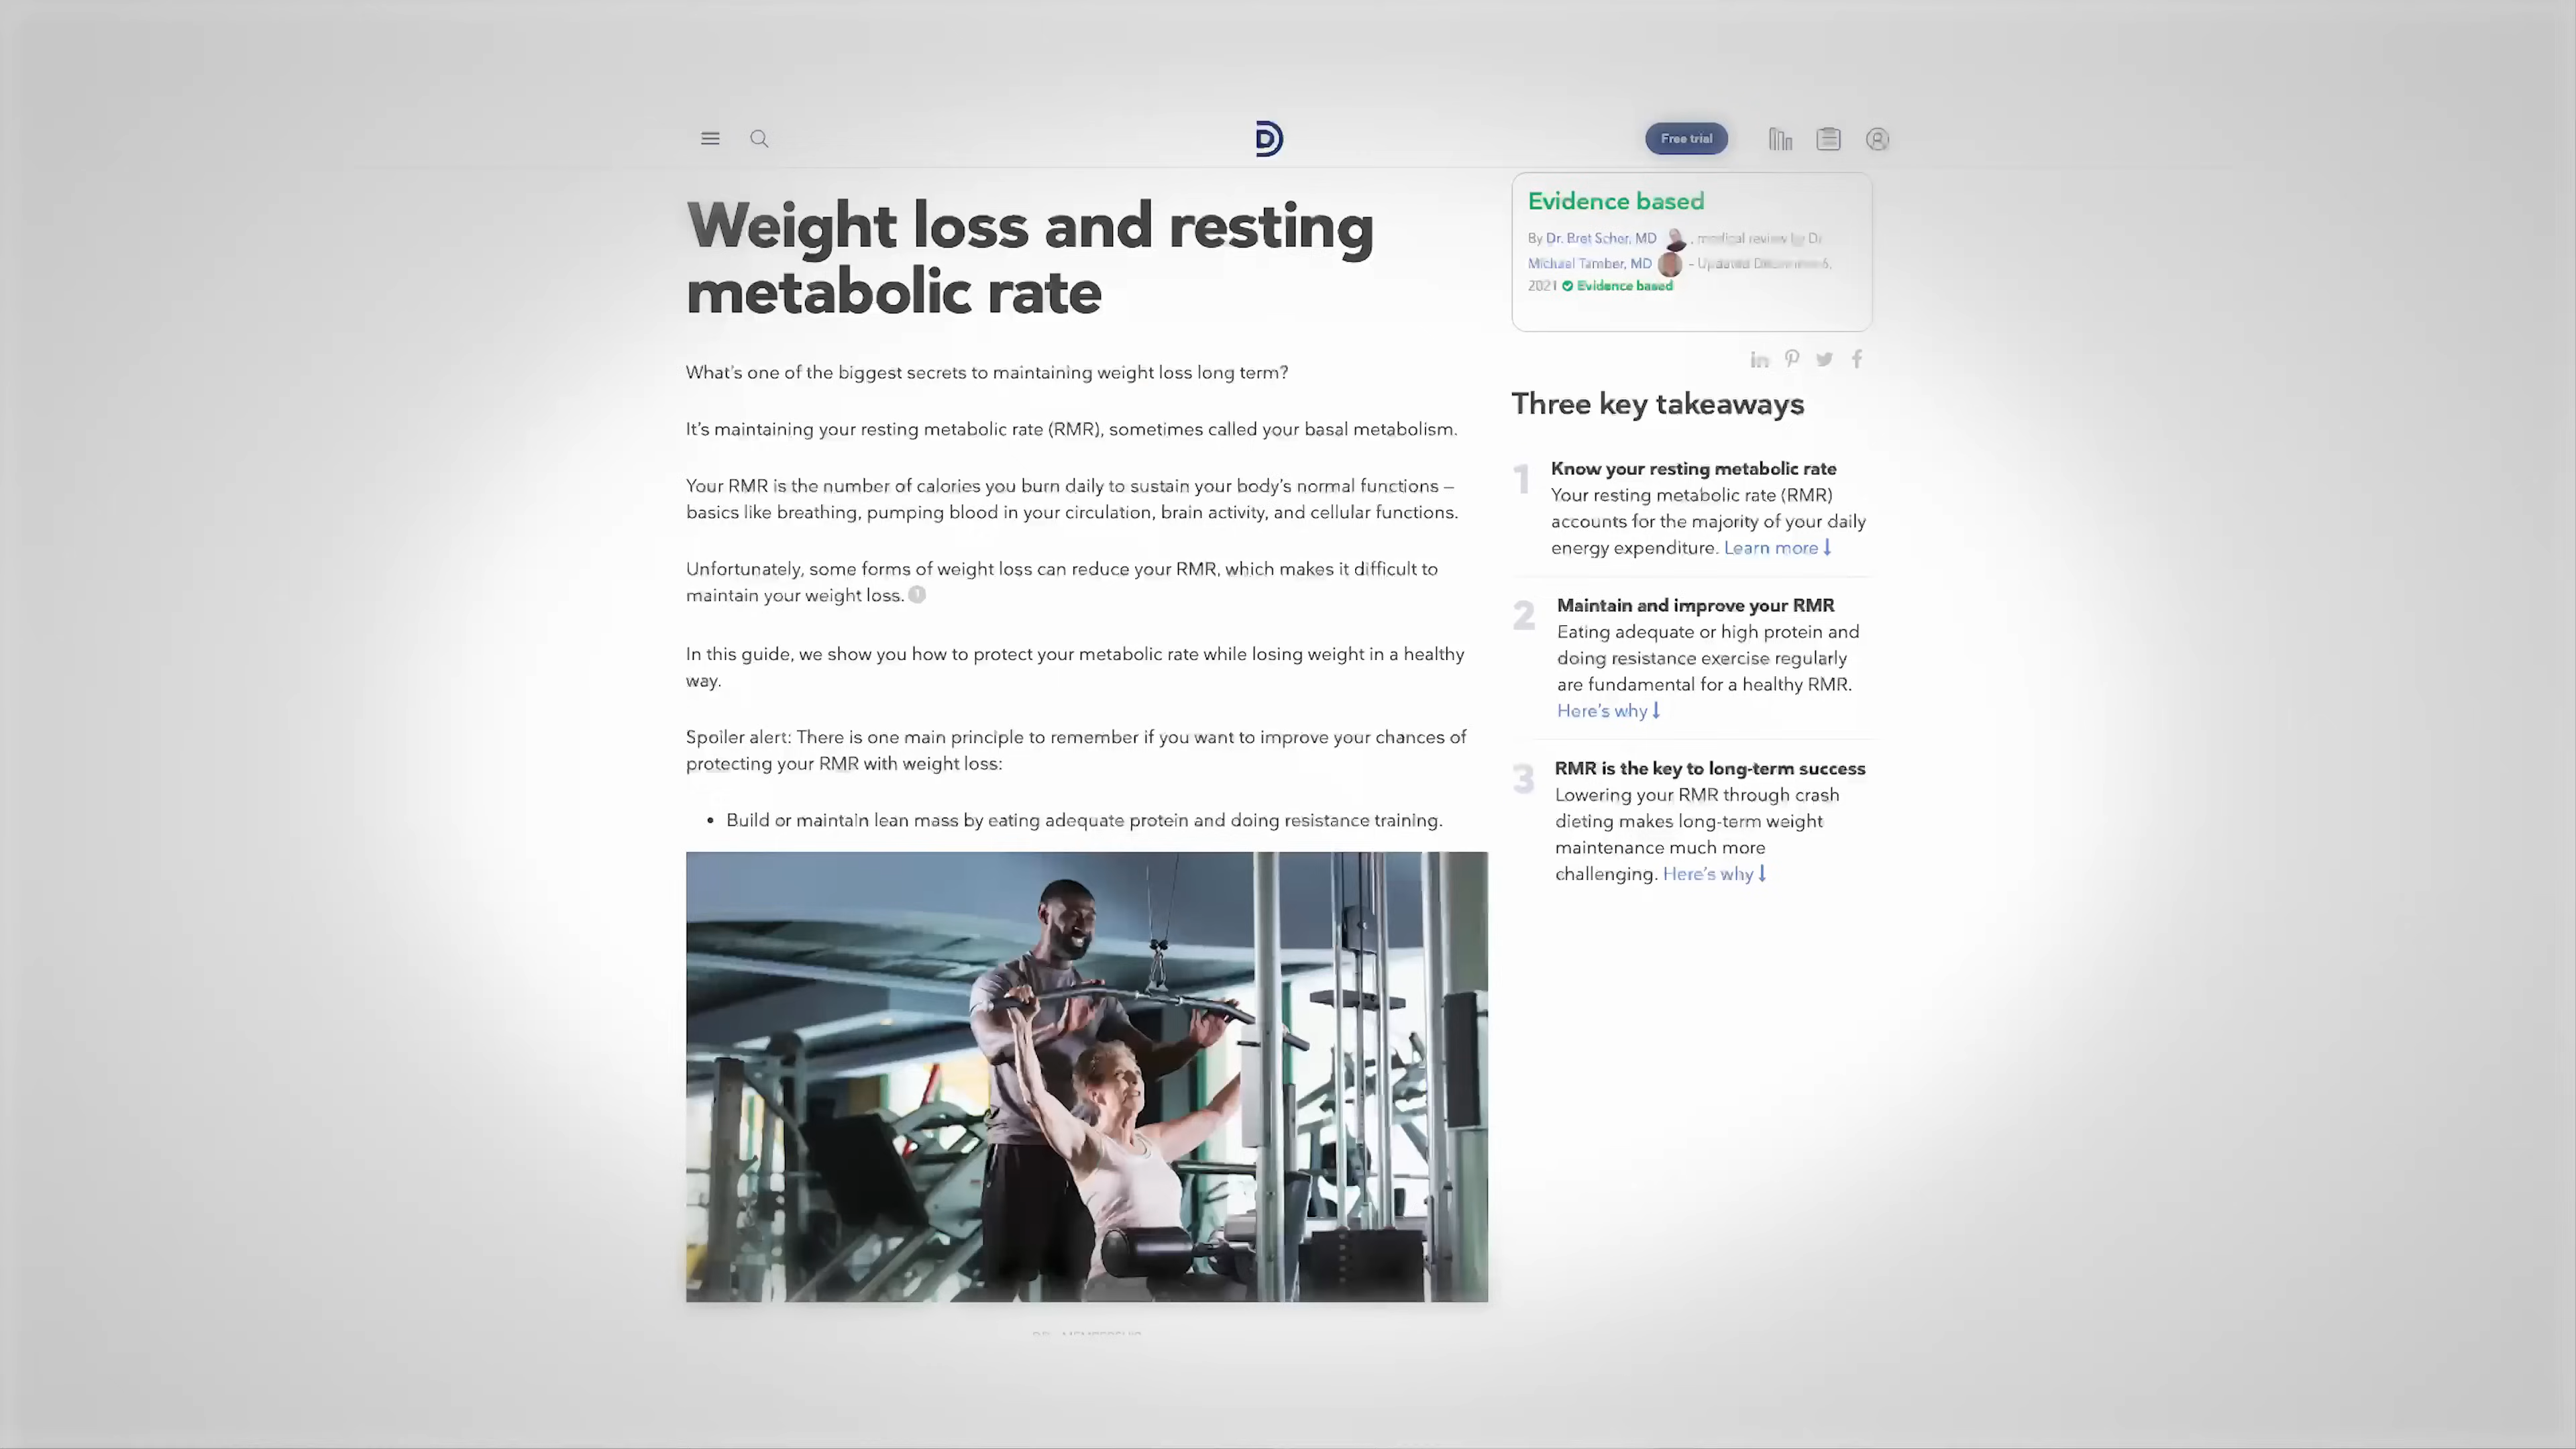 Free trial
Weight loss and resting
metabolic rate
What's one of the biggest secrets to maintaining weight loss long term?
It's maintaining your resting metabolic rate (RMR), sometimes called your basal metabolism.
Your RMR is the number of calories you burn daily to sustain your body's normal functions –
basics like breathing, pumping blood in your circulation, brain activity, and cellular functions.
Unfortunately, some forms of weight loss can reduce your RMR, which makes it difficult to
maintain your weight loss. 1
In this guide, we show you how to protect your metabolic rate while losing weight in a healthy
way.
Spoiler alert: There is one main principle to remember if you want to improve your chances of
protecting your RMR with weight loss:
• Build or maintain lean mass by eating adequate protein and doing resistance training.
Evidence based
By Dr. Bret Scher, MD , medical review by Dr
Michael Tamber, MD – Updated 6,
2021 Evidence based
Three key takeaways
1 Know your resting metabolic rate
Your resting metabolic rate (RMR)
accounts for the majority of your daily
energy expenditure. Learn more
2 Maintain and improve your RMR
Eating adequate or high protein and
doing resistance exercise regularly
are fundamental for a healthy RMR.
Here's why
3 RMR is the key to long-term success
Lowering your RMR through crash
dieting makes long-term weight
maintenance much more
challenging. Here's why